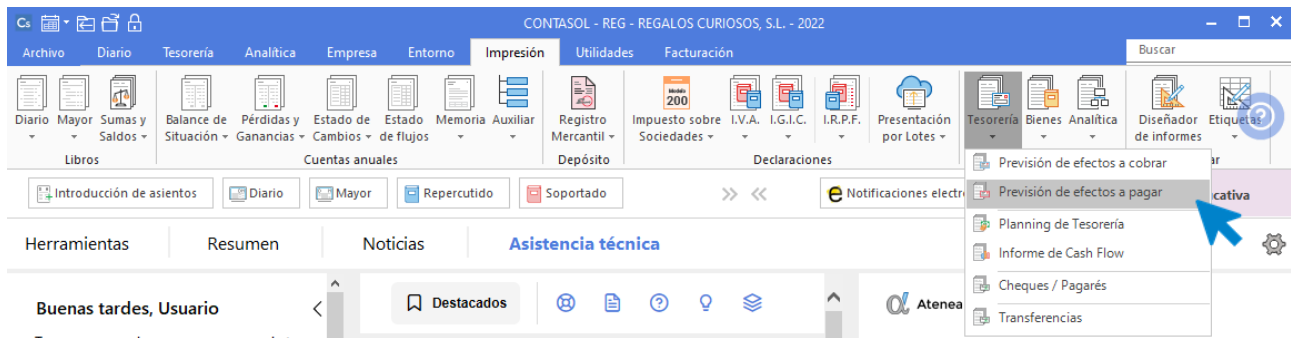 Cs
CONTASOL - REG - REGALOS CURIOSOS, S.L. - 2022
Archivo Diario Tesorería Analítica Empresa Entorno Impresión Utilidades Facturación Buscar
Modelo 200
Diario Mayor Sumas y Saldos Balance de Situación Pérdidas y Ganancias Estado de Cambios Estado de flujos Memoria Auxiliar Registro Mercantil Impuesto sobre Sociedades I.V.A. I.G.I.C. I.R.P.F. Presentación por Lotes Tesorería Bienes Analítica Diseñador de informes Etiquetas
Libros Cuentas anuales Depósito Declaraciones
Previsión de efectos a cobrar
Introducción de asientos Diario Mayor Repercutido Soportado Notificaciones
Previsión de efectos a pagar
Planning de Tesorería
Herramientas Resumen Noticias Asistencia técnica
Informe de Cash Flow
Cheques / Pagarés
Buenas tardes, Usuario Destacados Atenea
Transferencias